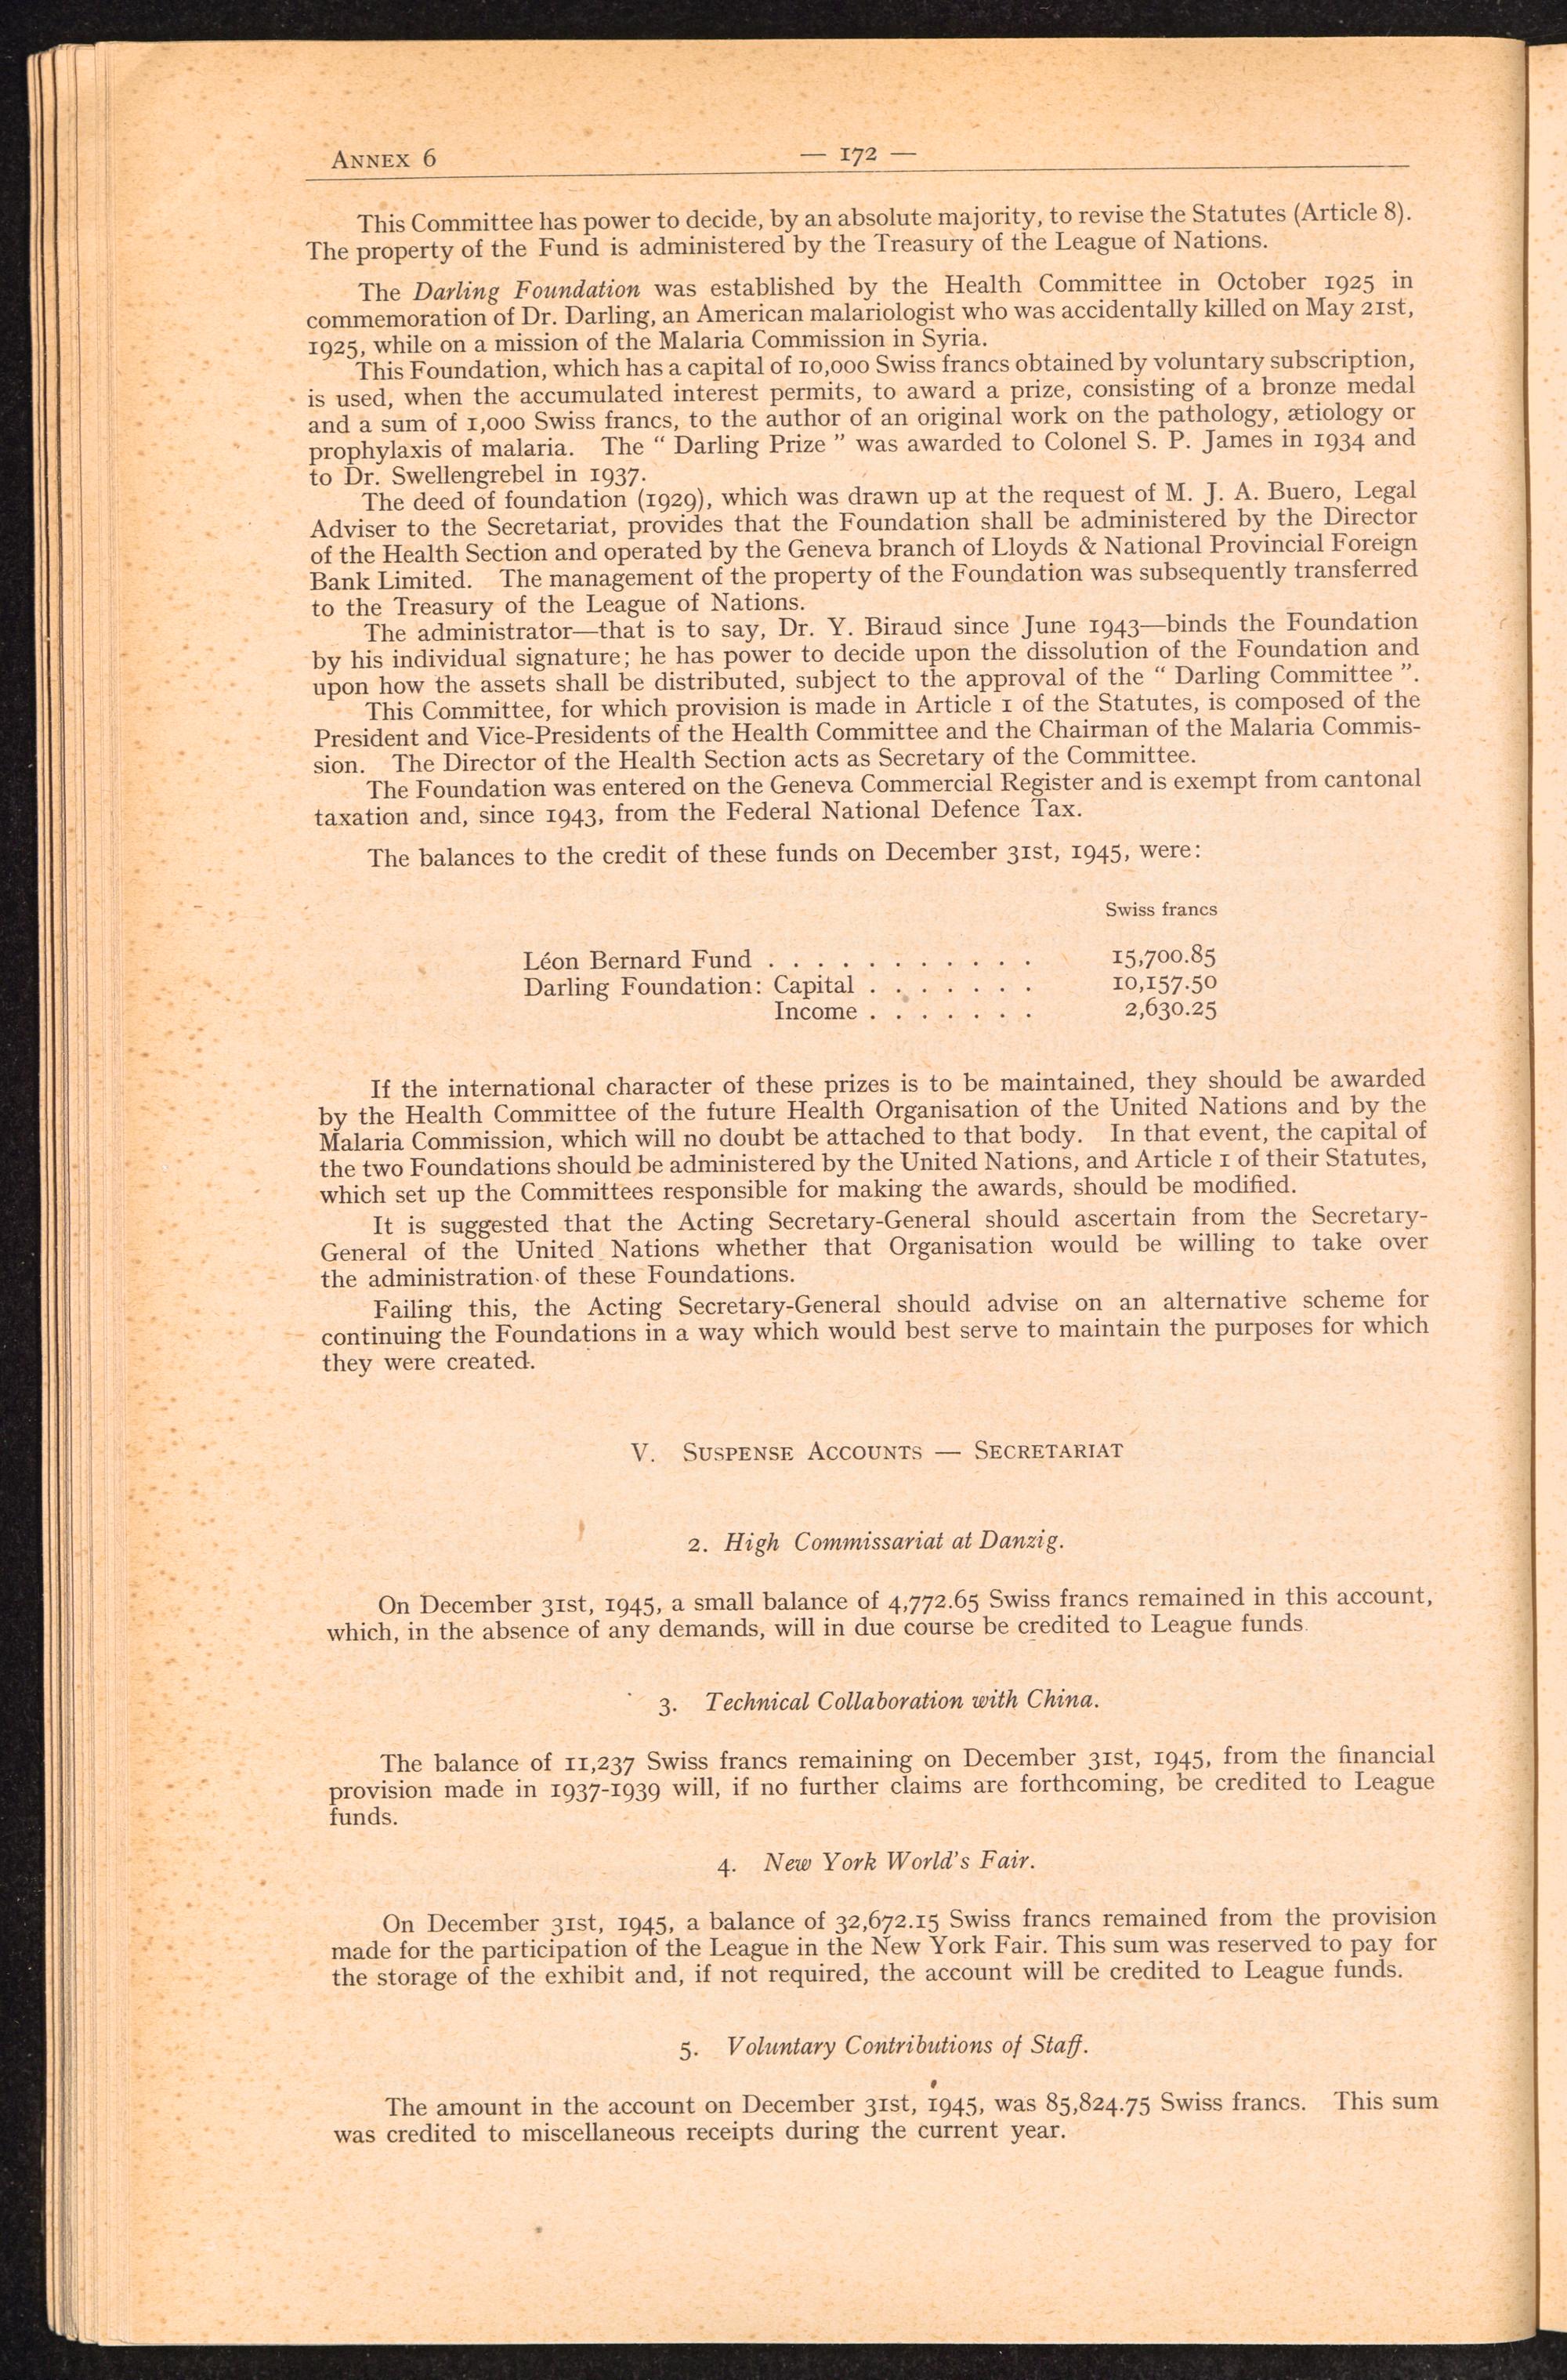 ANNEX 6
— 172 —
This Committee has power to decide, by an absolute majority, to revise the Statutes (Article 8).
The property of the Fund is administered by the Treasury of the League of Nations.
The Darling Foundation was established by the Health Committee in October 1925 in
commemoration of Dr. Darling, an American malariologist who was accidentally killed on May 21st,
1925, while on a mission of the Malaria Commission in Syria.
This Foundation, which has a capital of 10,000 Swiss francs obtained by voluntary subscription,
is used, when the accumulated interest permits, to award a prize, consisting of a bronze medal
and a sum of 1,000 Swiss francs, to the author of an original work on the pathology, ætiology or
prophylaxis of malaria. The “ Darling Prize ” was awarded to Colonel S. P. James in 1934 and
to Dr. Swellengrebel in 1937.
The deed of foundation (1929), which was drawn up at the request of M. J. A. Buero, Legal
Adviser to the Secretariat, provides that the Foundation shall be administered by the Director
of the Health Section and operated by the Geneva branch of Lloyds & National Provincial Foreign
Bank Limited. The management of the property of the Foundation was subsequently transferred
to the Treasury of the League of Nations.
The administrator—that is to say, Dr. Y. Biraud since June 1943—binds the Foundation
by his individual signature; he has power to decide upon the dissolution of the Foundation and
upon how the assets shall be distributed, subject to the approval of the “ Darling Committee ”.
This Committee, for which provision is made in Article 1 of the Statutes, is composed of the
President and Vice-Presidents of the Health Committee and the Chairman of the Malaria Commis-
sion. The Director of the Health Section acts as Secretary of the Committee.
The Foundation was entered on the Geneva Commercial Register and is exempt from cantonal
taxation and, since 1943, from the Federal National Defence Tax.
The balances to the credit of these funds on December 31st, 1945, were:
Swiss francs
Léon Bernard Fund . . . . . . . . . . . 15,700.85
Darling Foundation: Capital . . . . . . . 10,157.50
Income . . . . . . . 2,630.25
If the international character of these prizes is to be maintained, they should be awarded
by the Health Committee of the future Health Organisation of the United Nations and by the
Malaria Commission, which will no doubt be attached to that body. In that event, the capital of
the two Foundations should be administered by the United Nations, and Article 1 of their Statutes,
which set up the Committees responsible for making the awards, should be modified.
It is suggested that the Acting Secretary-General should ascertain from the Secretary-
General of the United Nations whether that Organisation would be willing to take over
the administration of these Foundations.
Failing this, the Acting Secretary-General should advise on an alternative scheme for
continuing the Foundations in a way which would best serve to maintain the purposes for which
they were created.
V. SUSPENSE ACCOUNTS — SECRETARIAT
2. High Commissariat at Danzig.
On December 31st, 1945, a small balance of 4,772.65 Swiss francs remained in this account,
which, in the absence of any demands, will in due course be credited to League funds.
3. Technical Collaboration with China.
The balance of 11,237 Swiss francs remaining on December 31st, 1945, from the financial
provision made in 1937-1939 will, if no further claims are forthcoming, be credited to League
funds.
4. New York World's Fair.
On December 31st, 1945, a balance of 32,672.15 Swiss francs remained from the provision
made for the participation of the League in the New York Fair. This sum was reserved to pay for
the storage of the exhibit and, if not required, the account will be credited to League funds.
5. Voluntary Contributions of Staff.
The amount in the account on December 31st, 1945, was 85,824.75 Swiss francs. This sum
was credited to miscellaneous receipts during the current year.